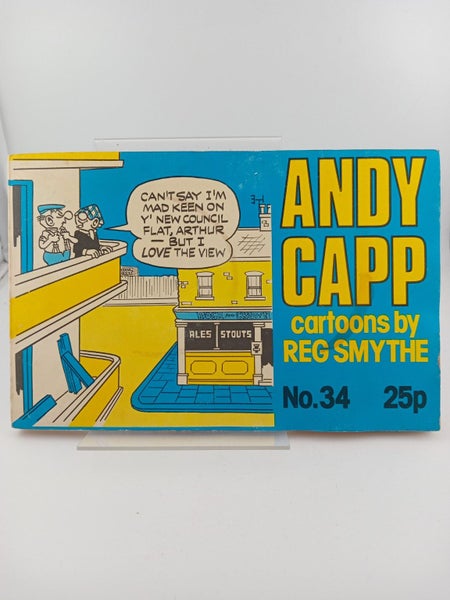 CAN'T SAY I'M
MAD KEEN ON
Y' NEW COUNCIL
FLAT, ARTHUR
— BUT I
LOVE THE VIEW
ALES STOUTS
ANDY
CAPP
cartoons by
REG SMYTHE
No.34 25p